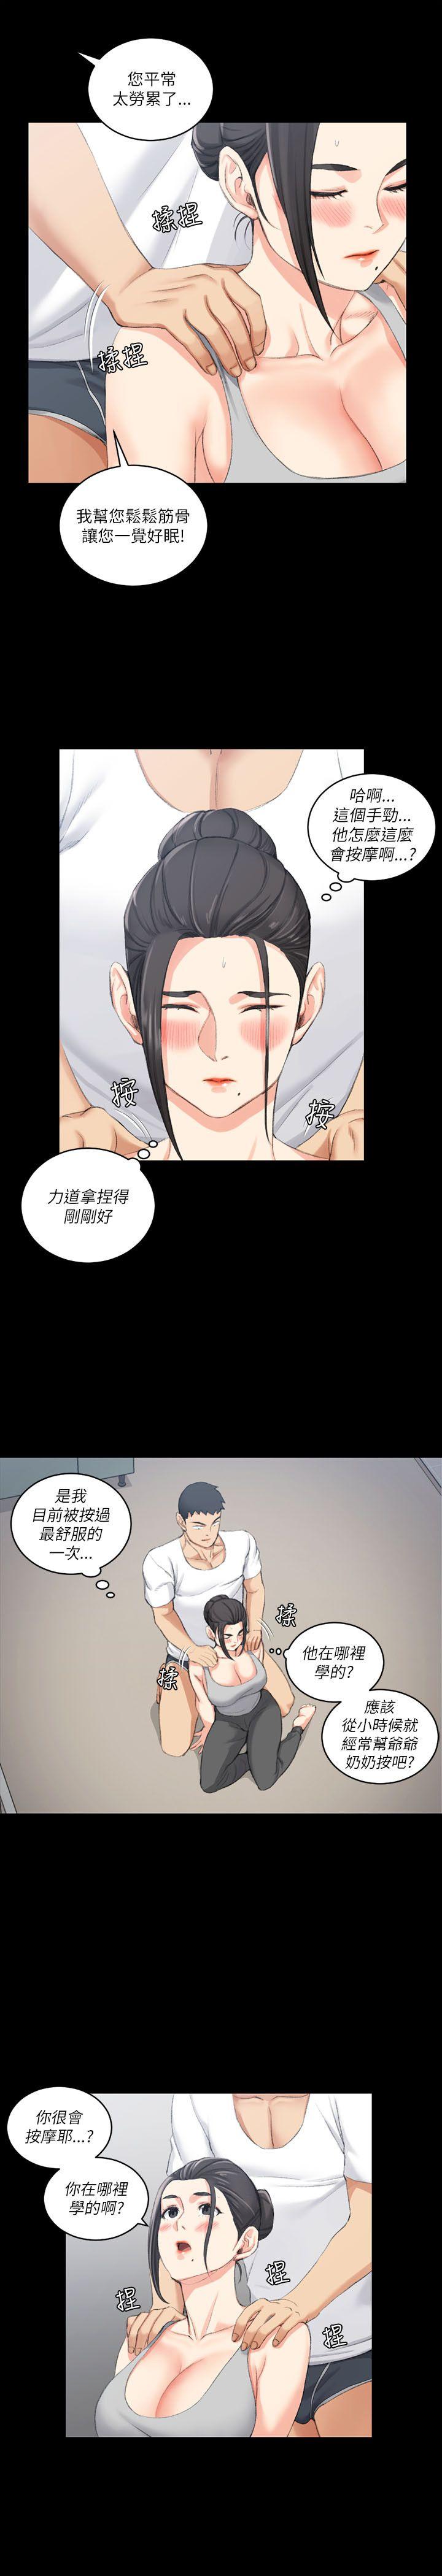 您平常
太勞累了...
揉捏
揉捏
我幫您鬆鬆筋骨
讓您一覺好眠!
哈啊...
這個手勁...
他怎麼這麼
會按摩啊...?
按
按
力道拿捏得
剛剛好
是我
目前被按過
最舒服的
一次...
揉
揉
他在哪裡
學的?
應該
從小時候就
經常幫爺爺
奶奶按吧?
你很會
按摩耶...?
你在哪裡
學的啊?
捏
捏
捏